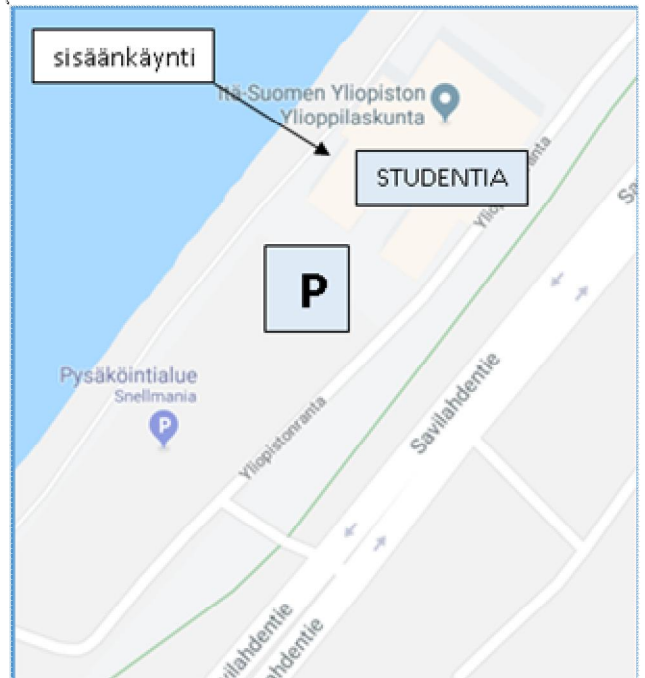 sisäänkäynti
Itä-Suomen Yliopiston
Ylioppilaskunta
STUDENTIA
P
Pysäköintialue
Snellmania
P
Yliopistonranta
Savilahdentie